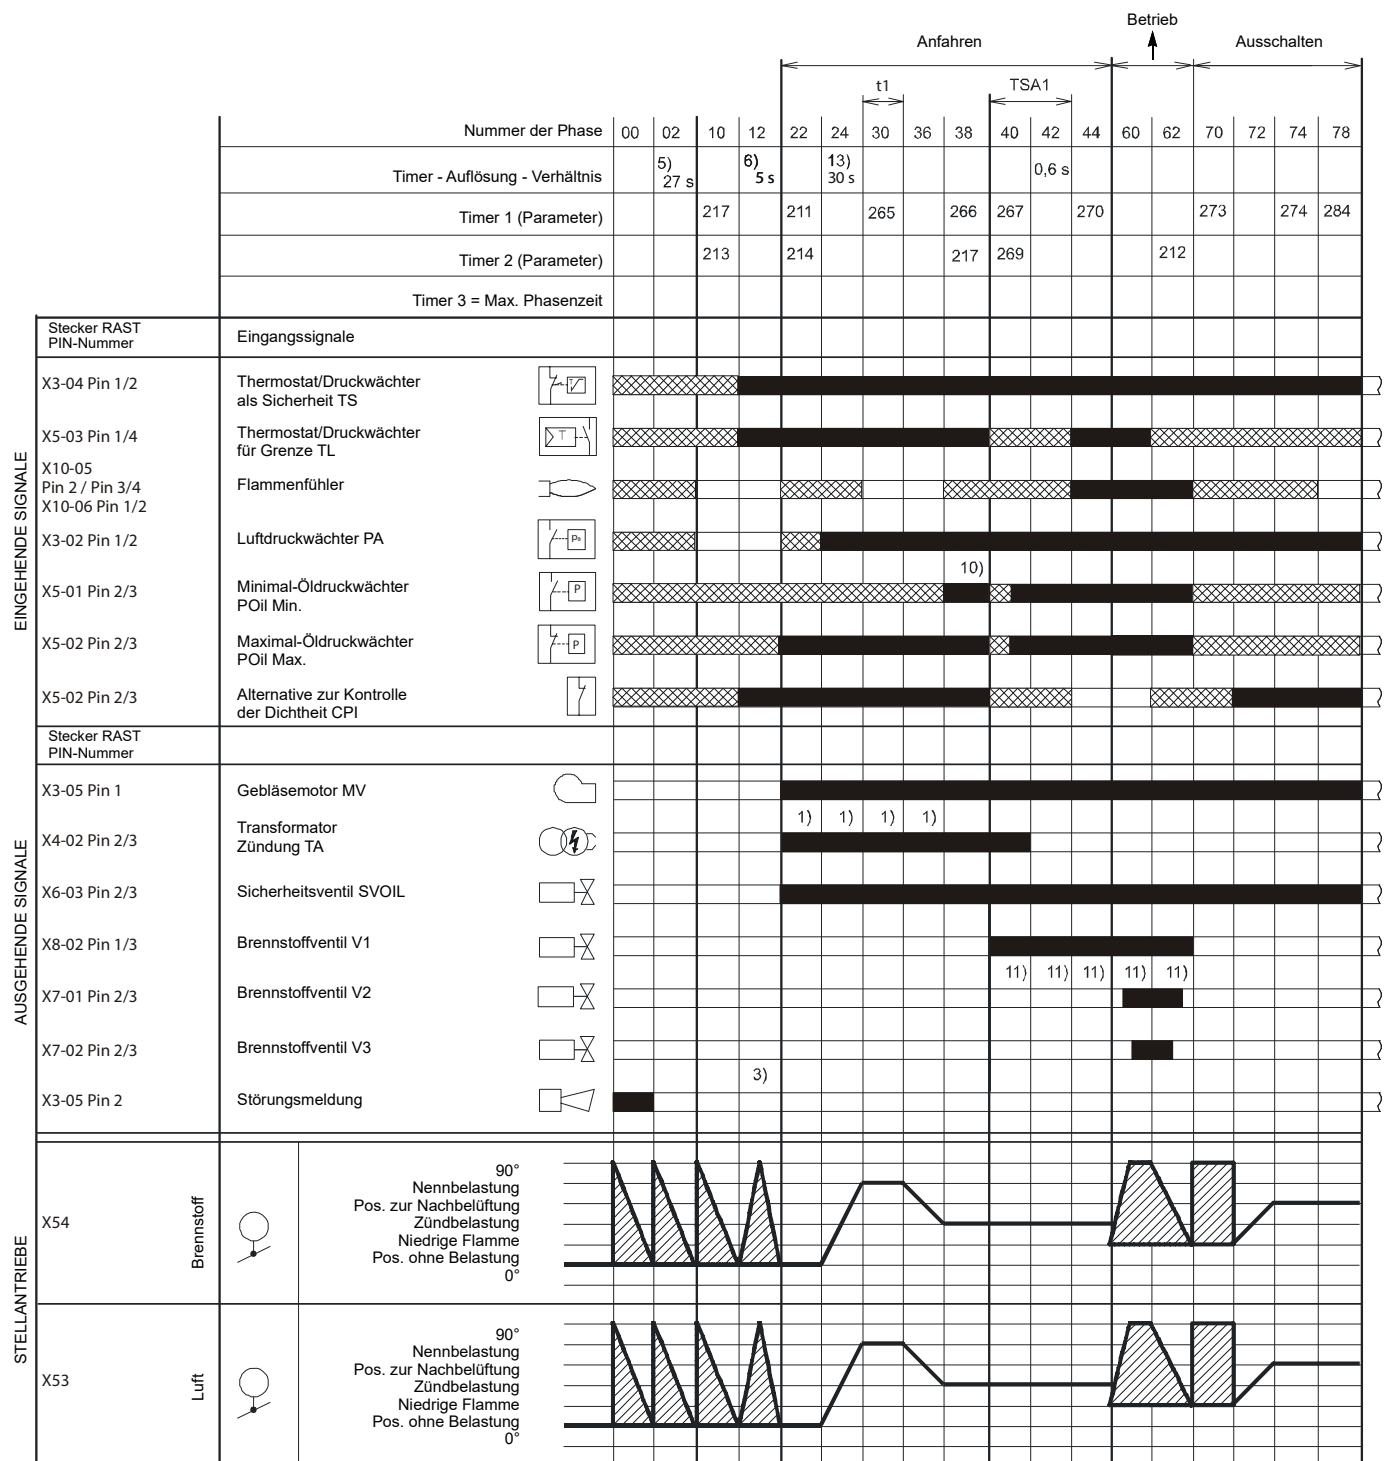 Betrieb
Anfahren
Ausschalten
t1
TSA1
Nummer der Phase 00 02 10 12 22 24 30 36 38 40 42 44 60 62 70 72 74 78
Timer - Auflösung - Verhältnis 5) 27 s 6) 5 s 13) 30 s 0,6 s
Timer 1 (Parameter) 217 211 265 266 267 270 273 274 284
Timer 2 (Parameter) 213 214 217 269 212
Timer 3 = Max. Phasenzeit
EINGEHENDE SIGNALE
Stecker RAST
PIN-Nummer
Eingangssignale
X3-04 Pin 1/2
Thermostat/Druckwächter
als Sicherheit TS
X5-03 Pin 1/4
Thermostat/Druckwächter
für Grenze TL
T
X10-05
Pin 2 / Pin 3/4
X10-06 Pin 1/2
Flammenfühler
X3-02 Pin 1/2
Luftdruckwächter PA
10)
X5-01 Pin 2/3
Minimal-Öldruckwächter
POil Min.
P
X5-02 Pin 2/3
Maximal-Öldruckwächter
POil Max.
P
X5-02 Pin 2/3
Alternative zur Kontrolle
der Dichtheit CPI
AUSGEHENDE SIGNALE
Stecker RAST
PIN-Nummer
X3-05 Pin 1
Gebläsemotor MV
1) 1) 1) 1)
X4-02 Pin 2/3
Transformator
Zündung TA
X6-03 Pin 2/3
Sicherheitsventil SVOIL
X8-02 Pin 1/3
Brennstoffventil V1
11) 11) 11) 11) 11)
X7-01 Pin 2/3
Brennstoffventil V2
X7-02 Pin 2/3
Brennstoffventil V3
3)
X3-05 Pin 2
Störungsmeldung
STELLANTRIEBE
X54
Brennstoff
90°
Nennbelastung
Pos. zur Nachbelüftung
Zündbelastung
Niedrige Flamme
Pos. ohne Belastung
0°
X53
Luft
90°
Nennbelastung
Pos. zur Nachbelüftung
Zündbelastung
Niedrige Flamme
Pos. ohne Belastung
0°